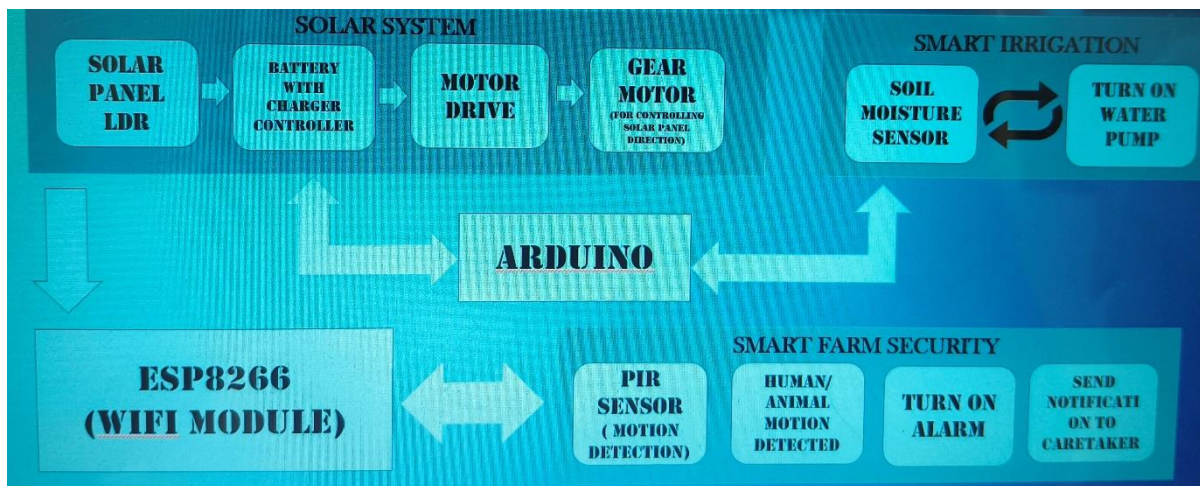 SOLAR SYSTEM
SOLAR
PANEL
LDR
BATTERY
WITH
CHARGER
CONTROLLER
MOTOR
DRIVE
GEAR
MOTOR
(FOR CONTROLLING
SOLAR PANEL
DIRECTION)
SMART IRRIGATION
SOIL
MOISTURE
SENSOR
TURN ON
WATER
PUMP
ARDUINO
ESP8266
(WIFI MODULE)
SMART FARM SECURITY
PIR
SENSOR
( MOTION
DETECTION)
HUMAN/
ANIMAL
MOTION
DETECTED
TURN ON
ALARM
SEND
NOTIFICATI
ON TO
CARETAKER